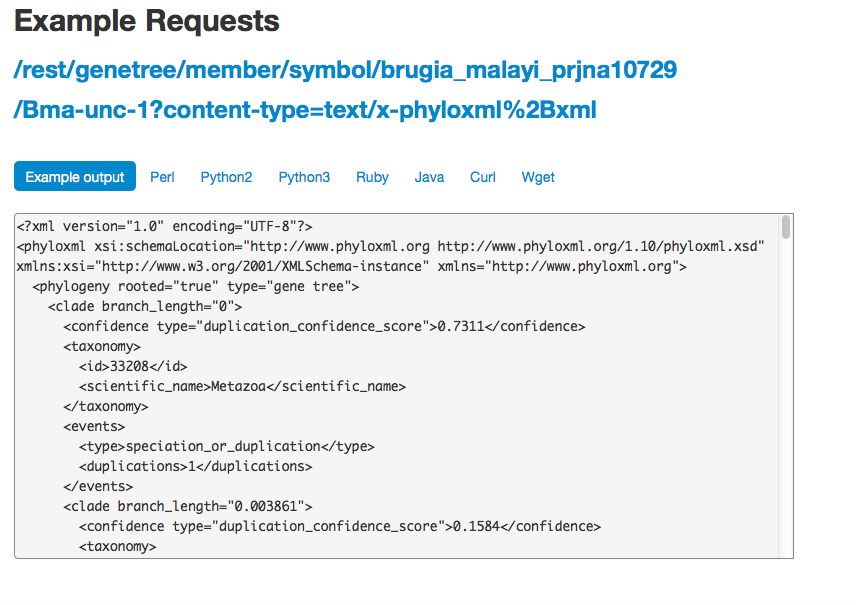 Example Requests
/rest/genetree/member/symbol/brugia_malayi_prjna10729
/Bma-unc-1?content-type=text/x-phyloxml%2Bxml
Example output Perl Python2 Python3 Ruby Java Curl Wget
<?xml version="1.0" encoding="UTF-8"?>
<phyloxml xsi:schemaLocation="http://www.phyloxml.org http://www.phyloxml.org/1.10/phyloxml.xsd"
xmlns:xsi="http://www.w3.org/2001/XMLSchema-instance" xmlns="http://www.phyloxml.org">
  <phylogeny rooted="true" type="gene tree">
    <clade branch_length="0">
      <confidence type="duplication_confidence_score">0.7311</confidence>
      <taxonomy>
        <id>33208</id>
        <scientific_name>Metazoa</scientific_name>
      </taxonomy>
      <events>
        <type>speciation_or_duplication</type>
        <duplications>1</duplications>
      </events>
      <clade branch_length="0.003861">
        <confidence type="duplication_confidence_score">0.1584</confidence>
        <taxonomy>